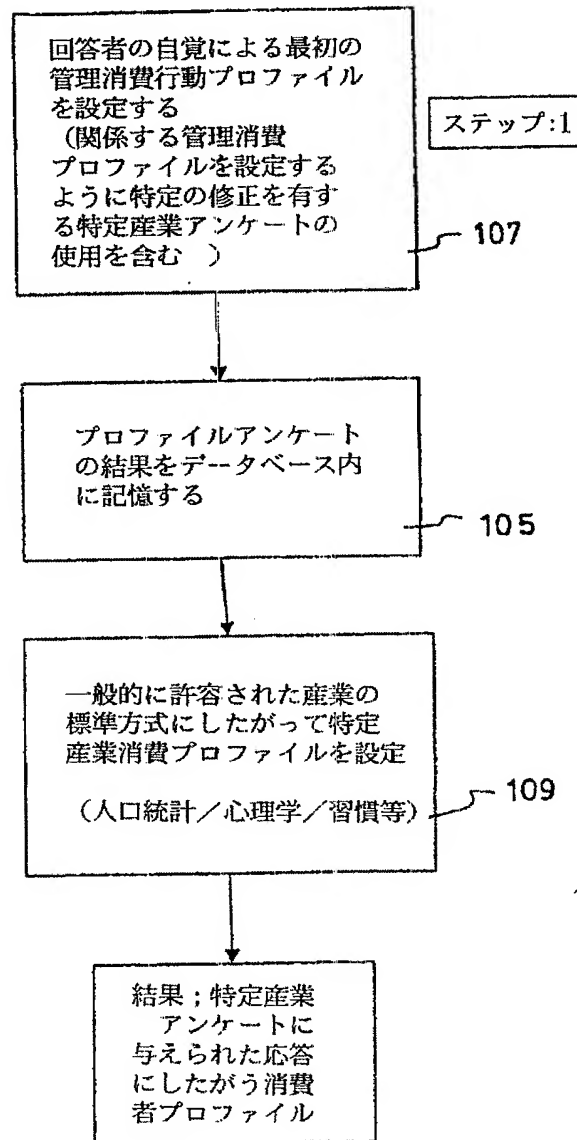 回答者の自覚による最初の
管理消費行動プロファイル
を設定する
(関係する管理消費
プロファイルを設定する
ように特定の修正を有す
る特定産業アンケートの
使用を含む )
ステップ:1
107
プロファイルアンケート
の結果をデータベース内
に記憶する
105
一般的に許容された産業の
標準方式にしたがって特定
産業消費プロファイルを設定
(人口統計/心理学/習慣等)
109
結果;特定産業
アンケートに
与えられた応答
にしたがう消費
者プロファイル